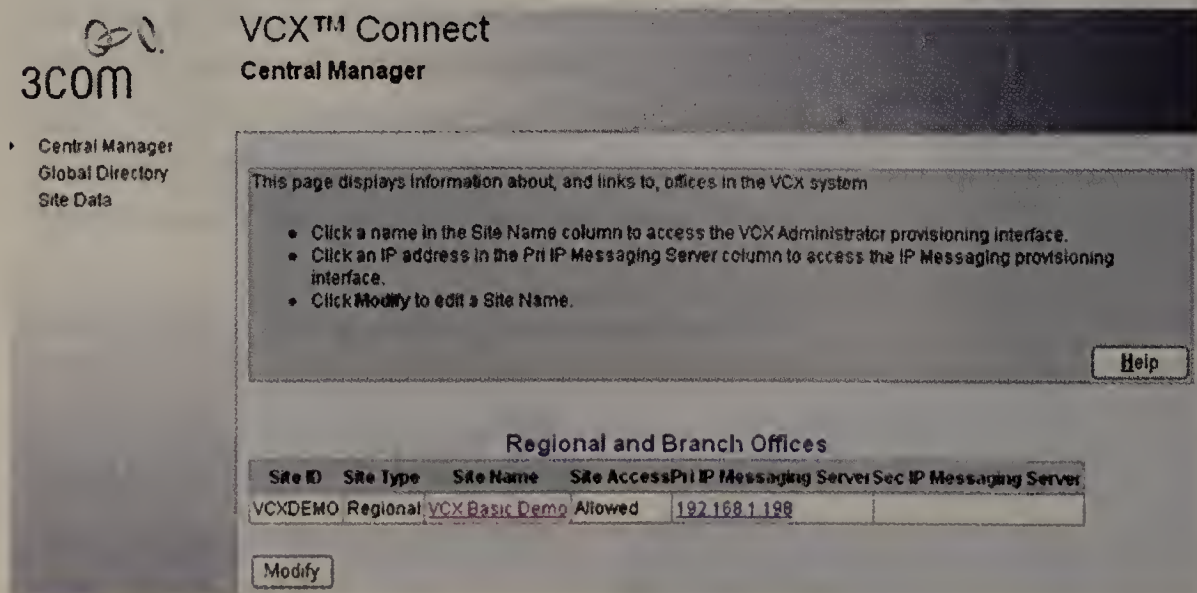 3COM
VCX™ Connect
Central Manager
Central Manager
Global Directory
Site Data
This page displays information about, and links to, offices in the VCX system
• Click a name in the Site Name column to access the VCX Administrator provisioning interface.
• Click an IP address in the Pri IP Messaging Server column to access the IP Messaging provisioning
interface.
• Click Modify to edit a Site Name.
Help
Regional and Branch Offices
Site ID Site Type Site Name Site Access Pri IP Messaging Server Sec IP Messaging Server
VCXDEMO Regional VCX Basic Demo Allowed 192.168.1.198
Modify